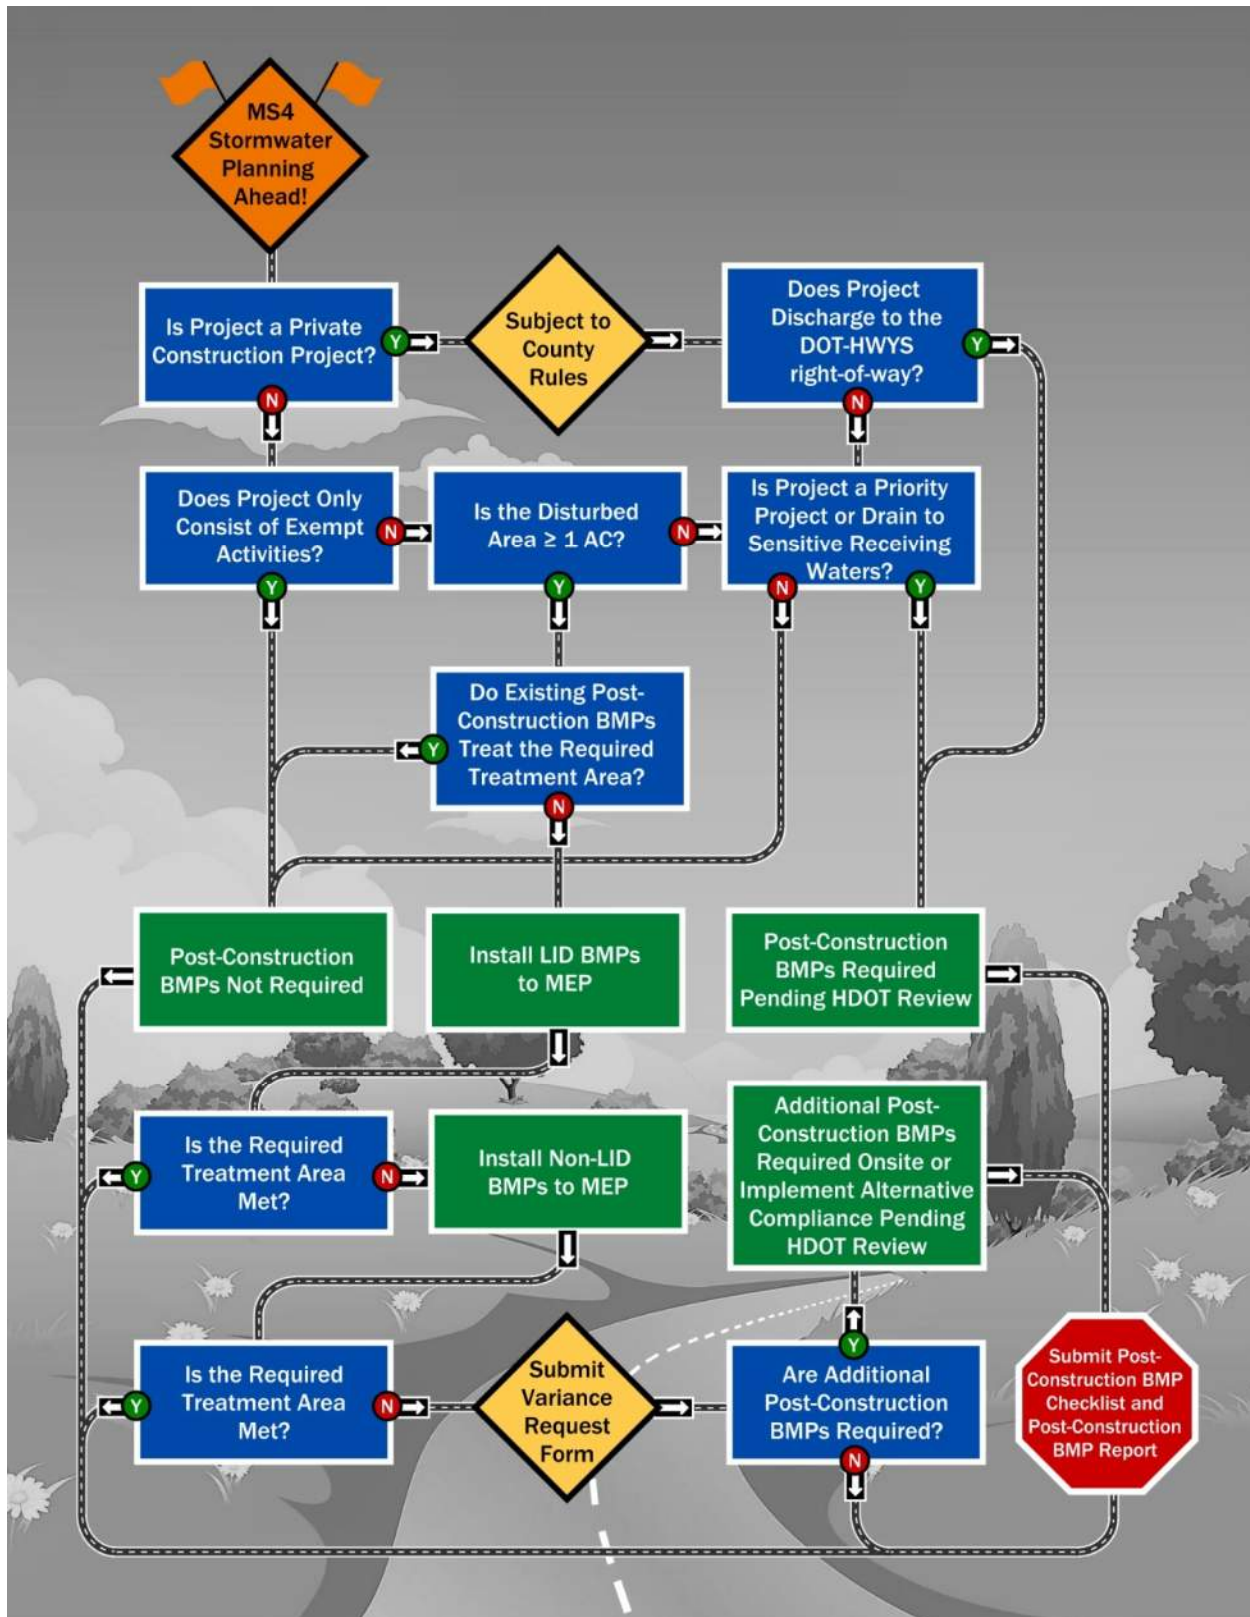 MS4
Stormwater
Planning
Ahead!
Is Project a Private
Construction Project?
Y
N
Subject to
County
Rules
Does Project
Discharge to the
DOT-HWYS
right-of-way?
Y
N
Does Project Only
Consist of Exempt
Activities?
N
Y
Is the Disturbed
Area ≥ 1 AC?
N
Y
Is Project a Priority
Project or Drain to
Sensitive Receiving
Waters?
N
Y
Do Existing Post-
Construction BMPs
Treat the Required
Treatment Area?
Y
N
Post-Construction
BMPs Not Required
Install LID BMPs
to MEP
Post-Construction
BMPs Required
Pending HDOT Review
Is the Required
Treatment Area
Met?
Y
N
Install Non-LID
BMPs to MEP
Additional Post-
Construction BMPs
Required Onsite or
Implement Alternative
Compliance Pending
HDOT Review
Is the Required
Treatment Area
Met?
Y
N
Submit
Variance
Request
Form
Y
Are Additional
Post-Construction
BMPs Required?
N
Submit Post-
Construction BMP
Checklist and
Post-Construction
BMP Report